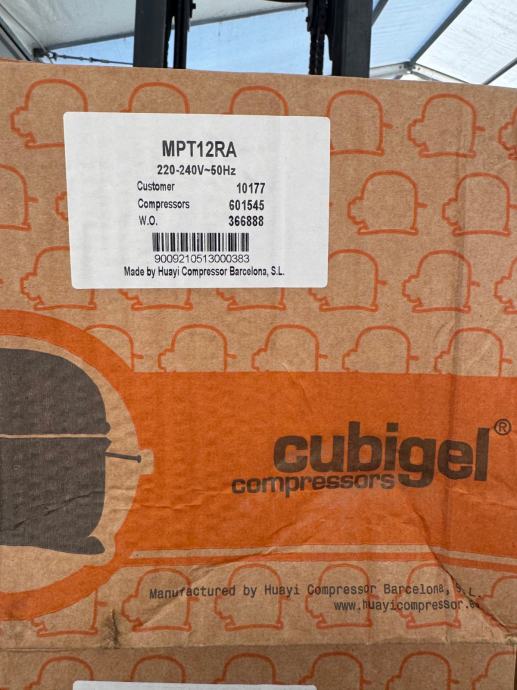 MPT12RA
220-240V~50Hz
Customer 10177
Compressors 601545
W.O. 366888
9009210513000383
Made by Huayi Compressor Barcelona, S.L.
cubigel®
compressors
Manufactured by Huayi Compressor Barcelona, S.L.
www.huayicompressor.es